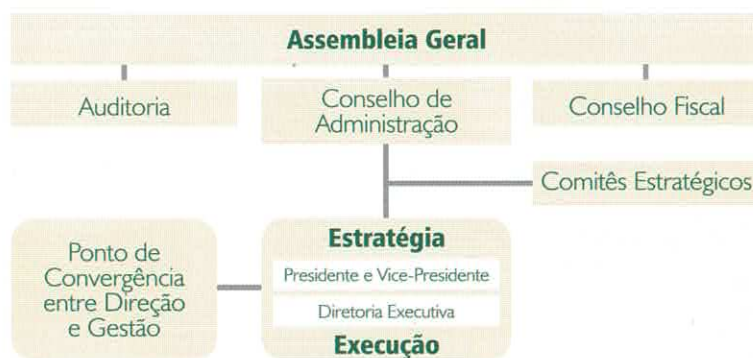 Assembleia Geral
Auditoria
Conselho de
Administração
Conselho Fiscal
Comitês Estratégicos
Ponto de
Convergência
entre Direção
e Gestão
Estratégia
Presidente e Vice-Presidente
Diretoria Executiva
Execução